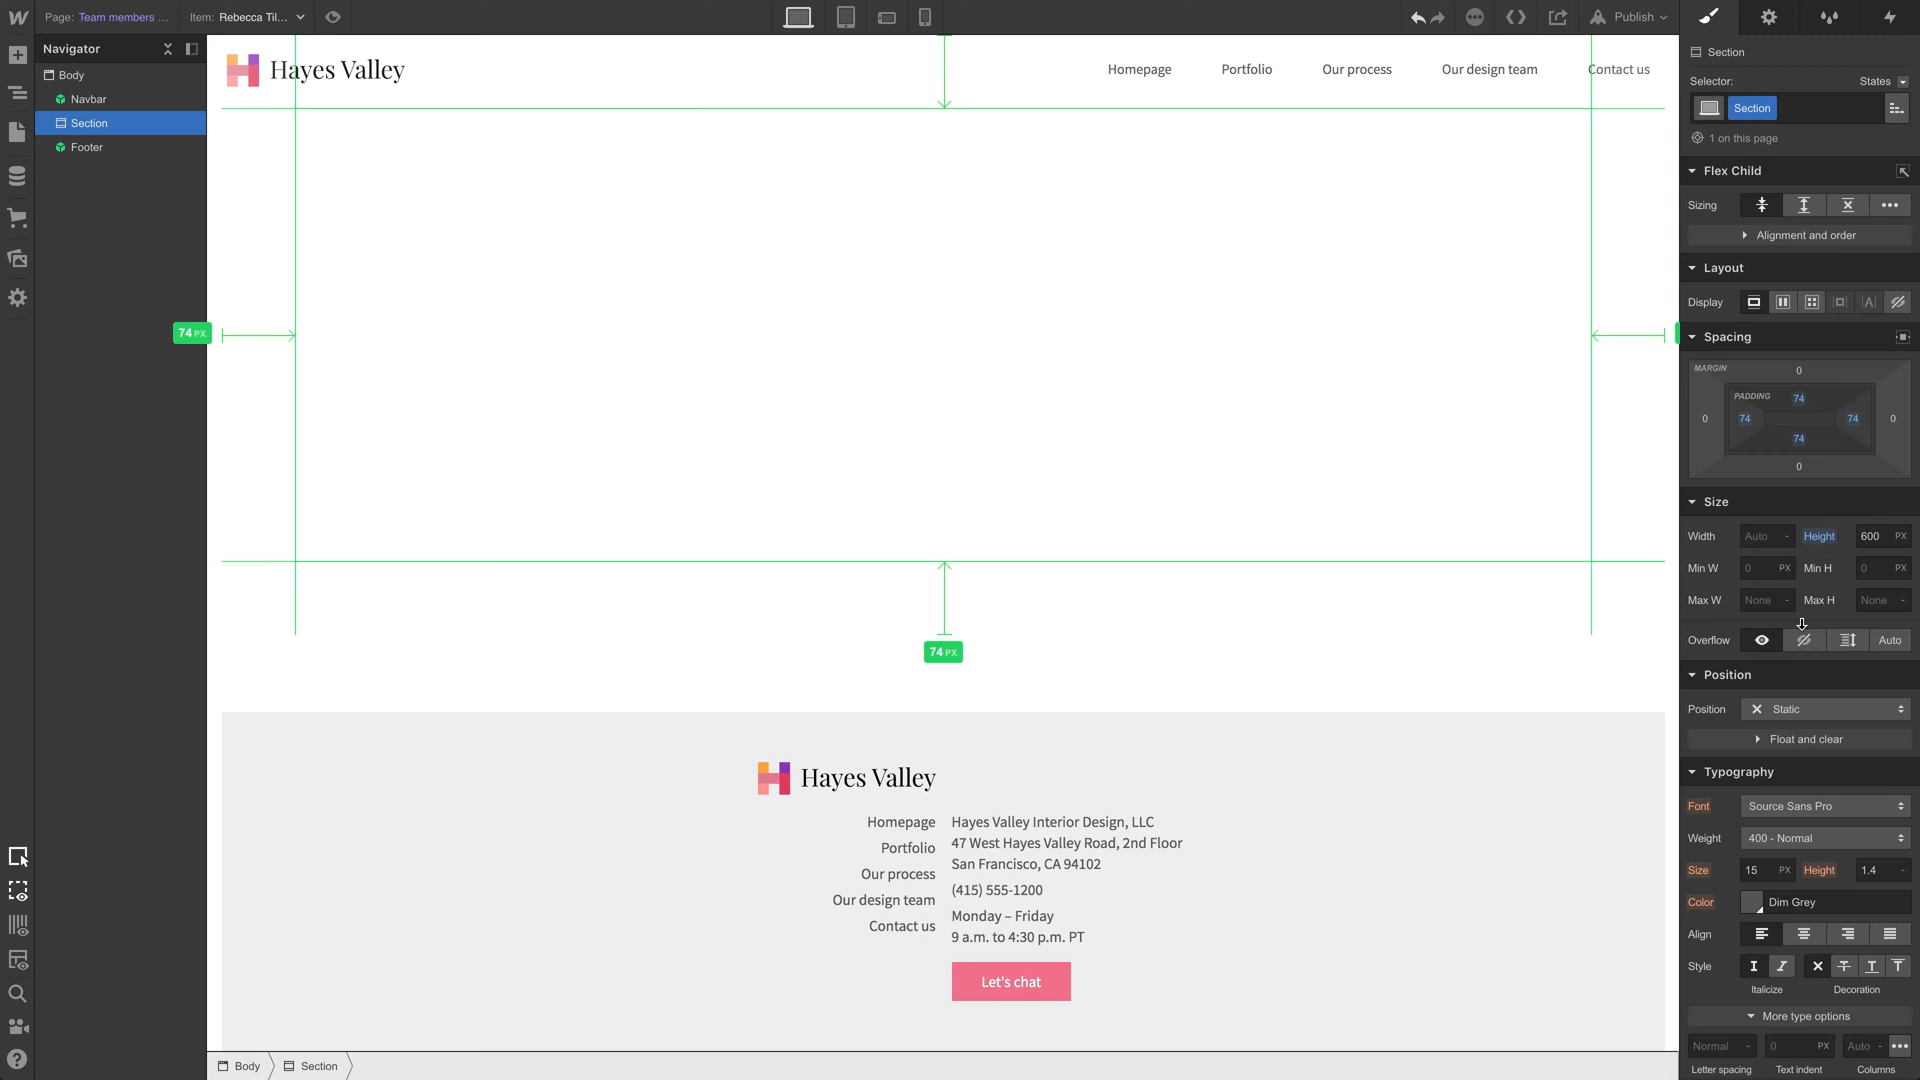 Page: Team members ...
Item: Rebecca Til...
Publish
Navigator
Body
Navbar
Section
Footer
Hayes Valley
Homepage
Portfolio
Our process
Our design team
Contact us
74 PX
74 PX
Hayes Valley
Homepage
Portfolio
Our process
Our design team
Contact us
Hayes Valley Interior Design, LLC
47 West Hayes Valley Road, 2nd Floor
San Francisco, CA 94102
(415) 555-1200
Monday – Friday
9 a.m. to 4:30 p.m. PT
Let's chat
Body
Section
Section
Selector:
States
Section
1 on this page
Flex Child
Sizing
Alignment and order
Layout
Display
Spacing
MARGIN
0
PADDING
74
0
74
74
0
74
0
Size
Width Auto - Height 600 PX
Min W 0 PX Min H 0 PX
Max W None - Max H None -
Overflow Auto
Position
Position Static
Float and clear
Typography
Font Source Sans Pro
Weight 400 - Normal
Size 15 PX Height 1.4 -
Color Dim Grey
Align
Style
Italicize Decoration
More type options
Normal - 0 PX Auto -
Letter spacing Text indent Columns